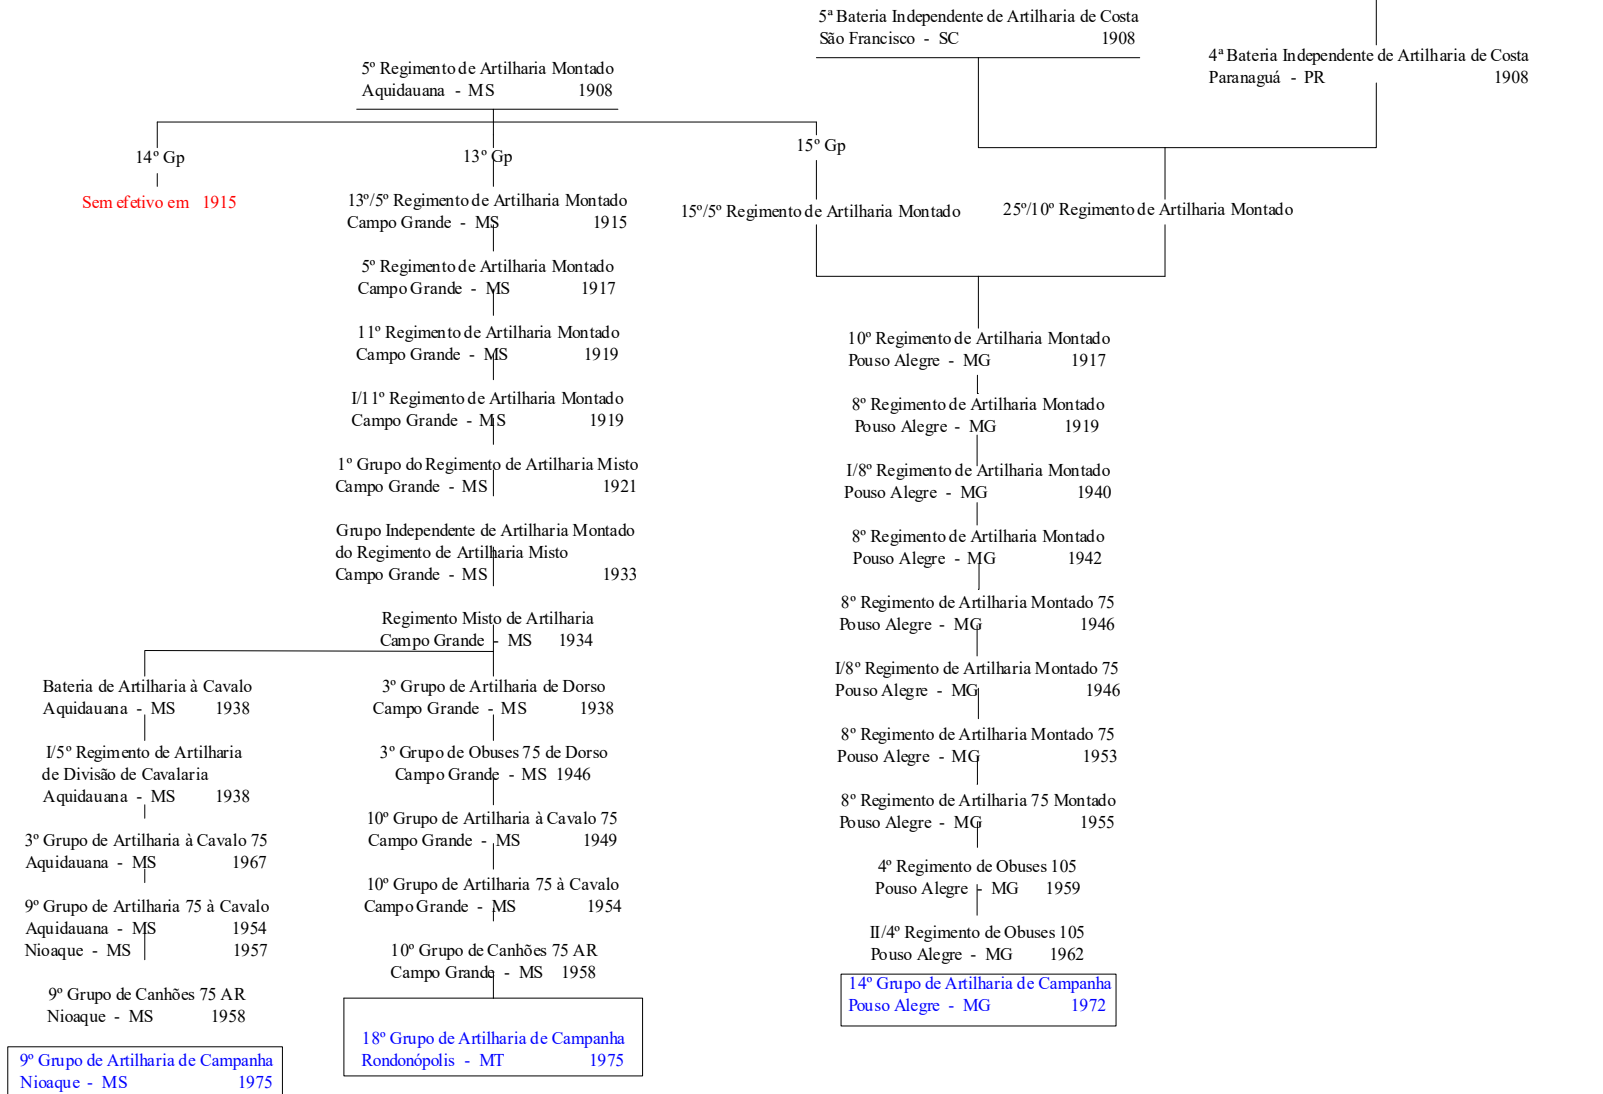 5ª Bateria Independente de Artilharia de Costa
São Francisco - SC 1908
4ª Bateria Independente de Artilharia de Costa
Paranaguá - PR 1908
5º Regimento de Artilharia Montado
Aquidauana - MS 1908
14º Gp
13º Gp
15º Gp
Sem efetivo em 1915
13º/5º Regimento de Artilharia Montado
Campo Grande - MS 1915
15º/5º Regimento de Artilharia Montado
25º/10º Regimento de Artilharia Montado
5º Regimento de Artilharia Montado
Campo Grande - MS 1917
11º Regimento de Artilharia Montado
Campo Grande - MS 1919
I/11º Regimento de Artilharia Montado
Campo Grande - MS 1919
1º Grupo do Regimento de Artilharia Misto
Campo Grande - MS 1921
Grupo Independente de Artilharia Montado
do Regimento de Artilharia Misto
Campo Grande - MS 1933
Regimento Misto de Artilharia
Campo Grande - MS 1934
Bateria de Artilharia à Cavalo
Aquidauana - MS 1938
I/5º Regimento de Artilharia
de Divisão de Cavalaria
Aquidauana - MS 1938
3º Grupo de Artilharia à Cavalo 75
Aquidauana - MS 1967
9º Grupo de Artilharia 75 à Cavalo
Aquidauana - MS 1954
Nioaque - MS 1957
9º Grupo de Canhões 75 AR
Nioaque - MS 1958
9º Grupo de Artilharia de Campanha
Nioaque - MS 1975
3º Grupo de Artilharia de Dorso
Campo Grande - MS 1938
3º Grupo de Obuses 75 de Dorso
Campo Grande - MS 1946
10º Grupo de Artilharia à Cavalo 75
Campo Grande - MS 1949
10º Grupo de Artilharia 75 à Cavalo
Campo Grande - MS 1954
10º Grupo de Canhões 75 AR
Campo Grande - MS 1958
18º Grupo de Artilharia de Campanha
Rondonópolis - MT 1975
10º Regimento de Artilharia Montado
Pouso Alegre - MG 1917
8º Regimento de Artilharia Montado
Pouso Alegre - MG 1919
I/8º Regimento de Artilharia Montado
Pouso Alegre - MG 1940
8º Regimento de Artilharia Montado
Pouso Alegre - MG 1942
8º Regimento de Artilharia Montado 75
Pouso Alegre - MG 1946
I/8º Regimento de Artilharia Montado 75
Pouso Alegre - MG 1946
8º Regimento de Artilharia Montado 75
Pouso Alegre - MG 1953
8º Regimento de Artilharia 75 Montado
Pouso Alegre - MG 1955
4º Regimento de Obuses 105
Pouso Alegre - MG 1959
II/4º Regimento de Obuses 105
Pouso Alegre - MG 1962
14º Grupo de Artilharia de Campanha
Pouso Alegre - MG 1972